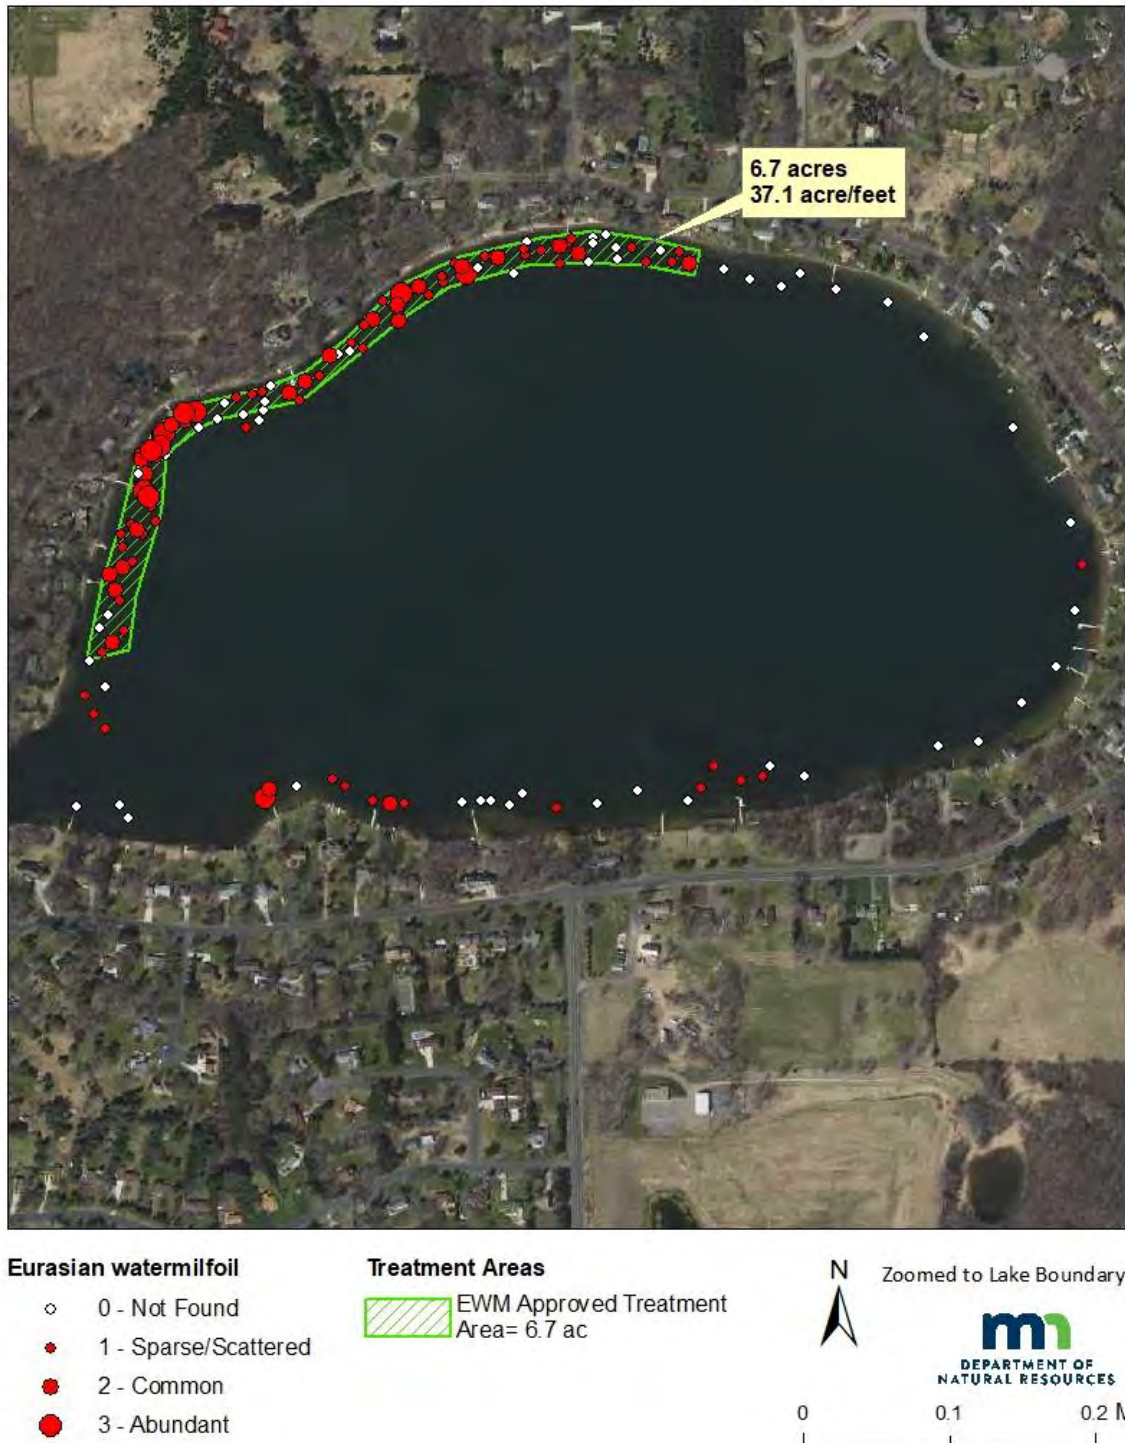 6.7 acres
37.1 acre/feet
Eurasian watermilfoil
0 - Not Found
1 - Sparse/Scattered
2 - Common
3 - Abundant
Treatment Areas
EWM Approved Treatment
Area= 6.7 ac
N
Zoomed to Lake Boundary
mn
DEPARTMENT OF
NATURAL RESOURCES
0 0.1 0.2 M